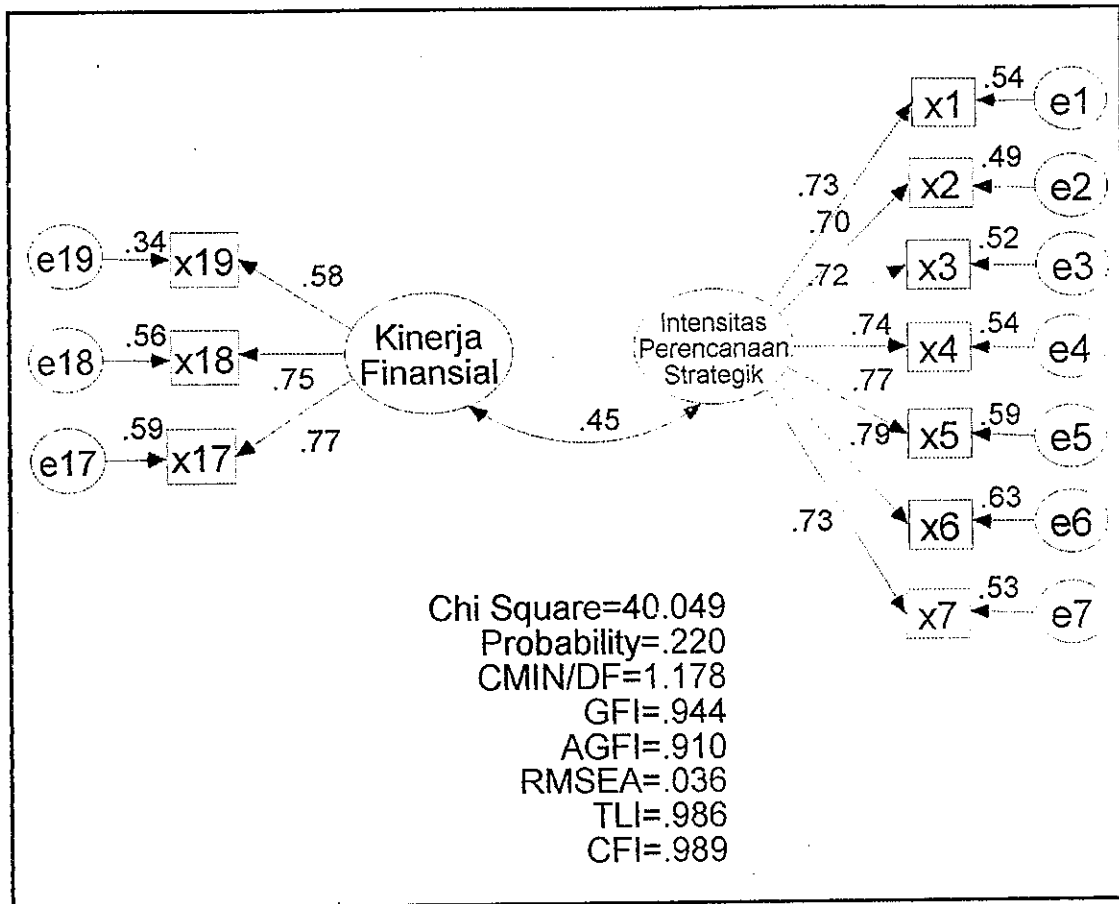 .54
x1
e1
.73
.49
x2
e2
.70
.52
x3
e3
.72
.34
e19
x19
.58
.56
e18
x18
.75
.59
e17
x17
.77
Kinerja
Finansial
.45
Intensitas
Perencanaan
Strategik
.74
.54
x4
e4
.77
.59
x5
e5
.79
.63
x6
e6
.73
.53
x7
e7
Chi Square=40.049
Probability=.220
CMIN/DF=1.178
GFI=.944
AGFI=.910
RMSEA=.036
TLI=.986
CFI=.989